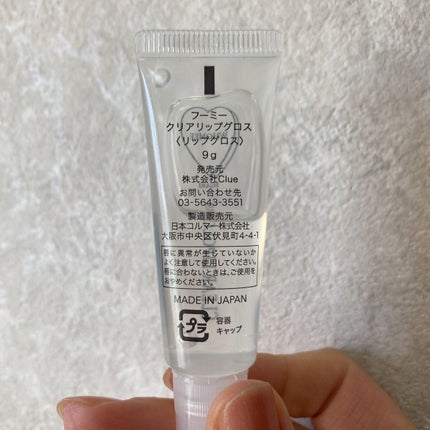 フーミー
クリアリップグロス
〈リップグロス〉
9g
発売元
株式会社Clue
お問い合わせ先
03-5643-3551
製造販売元
日本コルマー株式会社
大阪市中央区伏見町4-4-1
唇に異常が生じていないか
よく注意して使用してください。
唇に合わないときは、ご使用を
おやめください。
MADE IN JAPAN
プラ
容器
キャップ